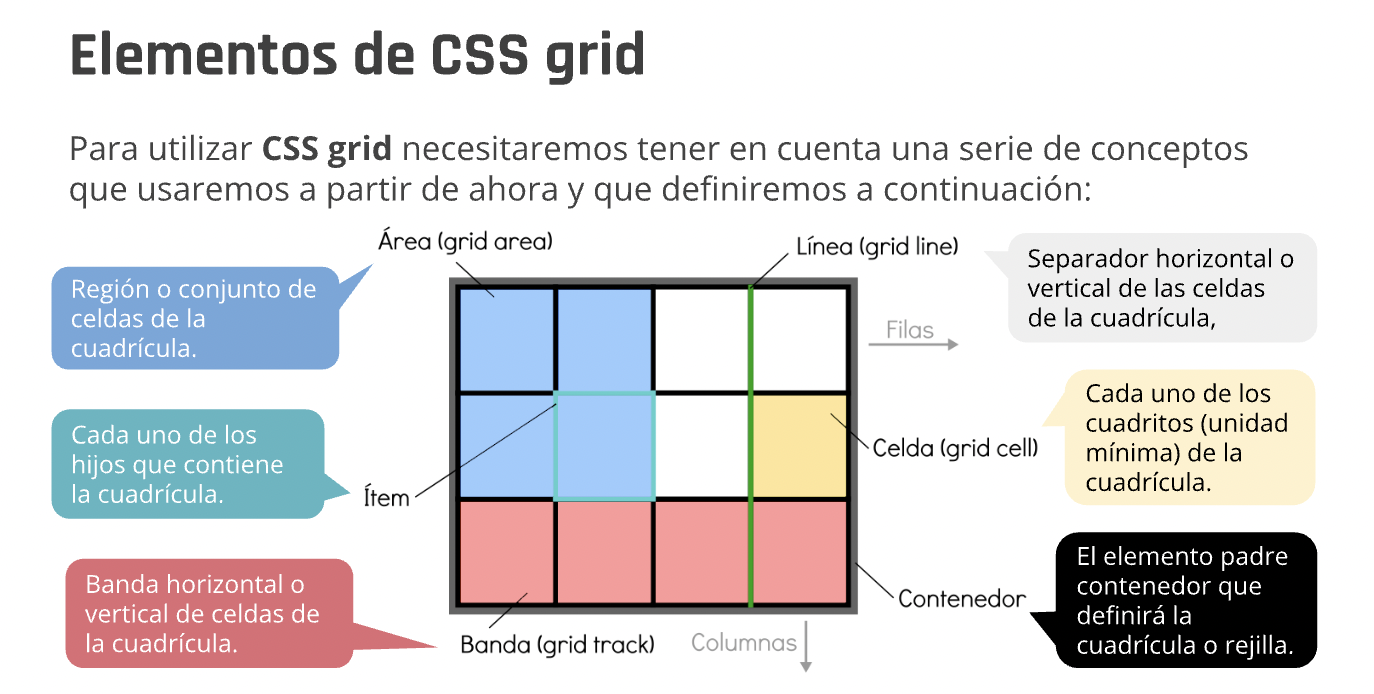 Elementos de CSS grid
Para utilizar CSS grid necesitaremos tener en cuenta una serie de conceptos
que usaremos a partir de ahora y que definiremos a continuación:
Área (grid area)
Línea (grid line)
Región o conjunto de
celdas de la
cuadrícula.
Separador horizontal o
vertical de las celdas
de la cuadrícula,
Filas
Cada uno de los
hijos que contiene
la cuadrícula.
Ítem
Celda (grid cell)
Cada uno de los
cuadritos (unidad
mínima) de la
cuadrícula.
Banda horizontal o
vertical de celdas de
la cuadrícula.
Banda (grid track)
Columnas
Contenedor
El elemento padre
contenedor que
definirá la
cuadrícula o rejilla.